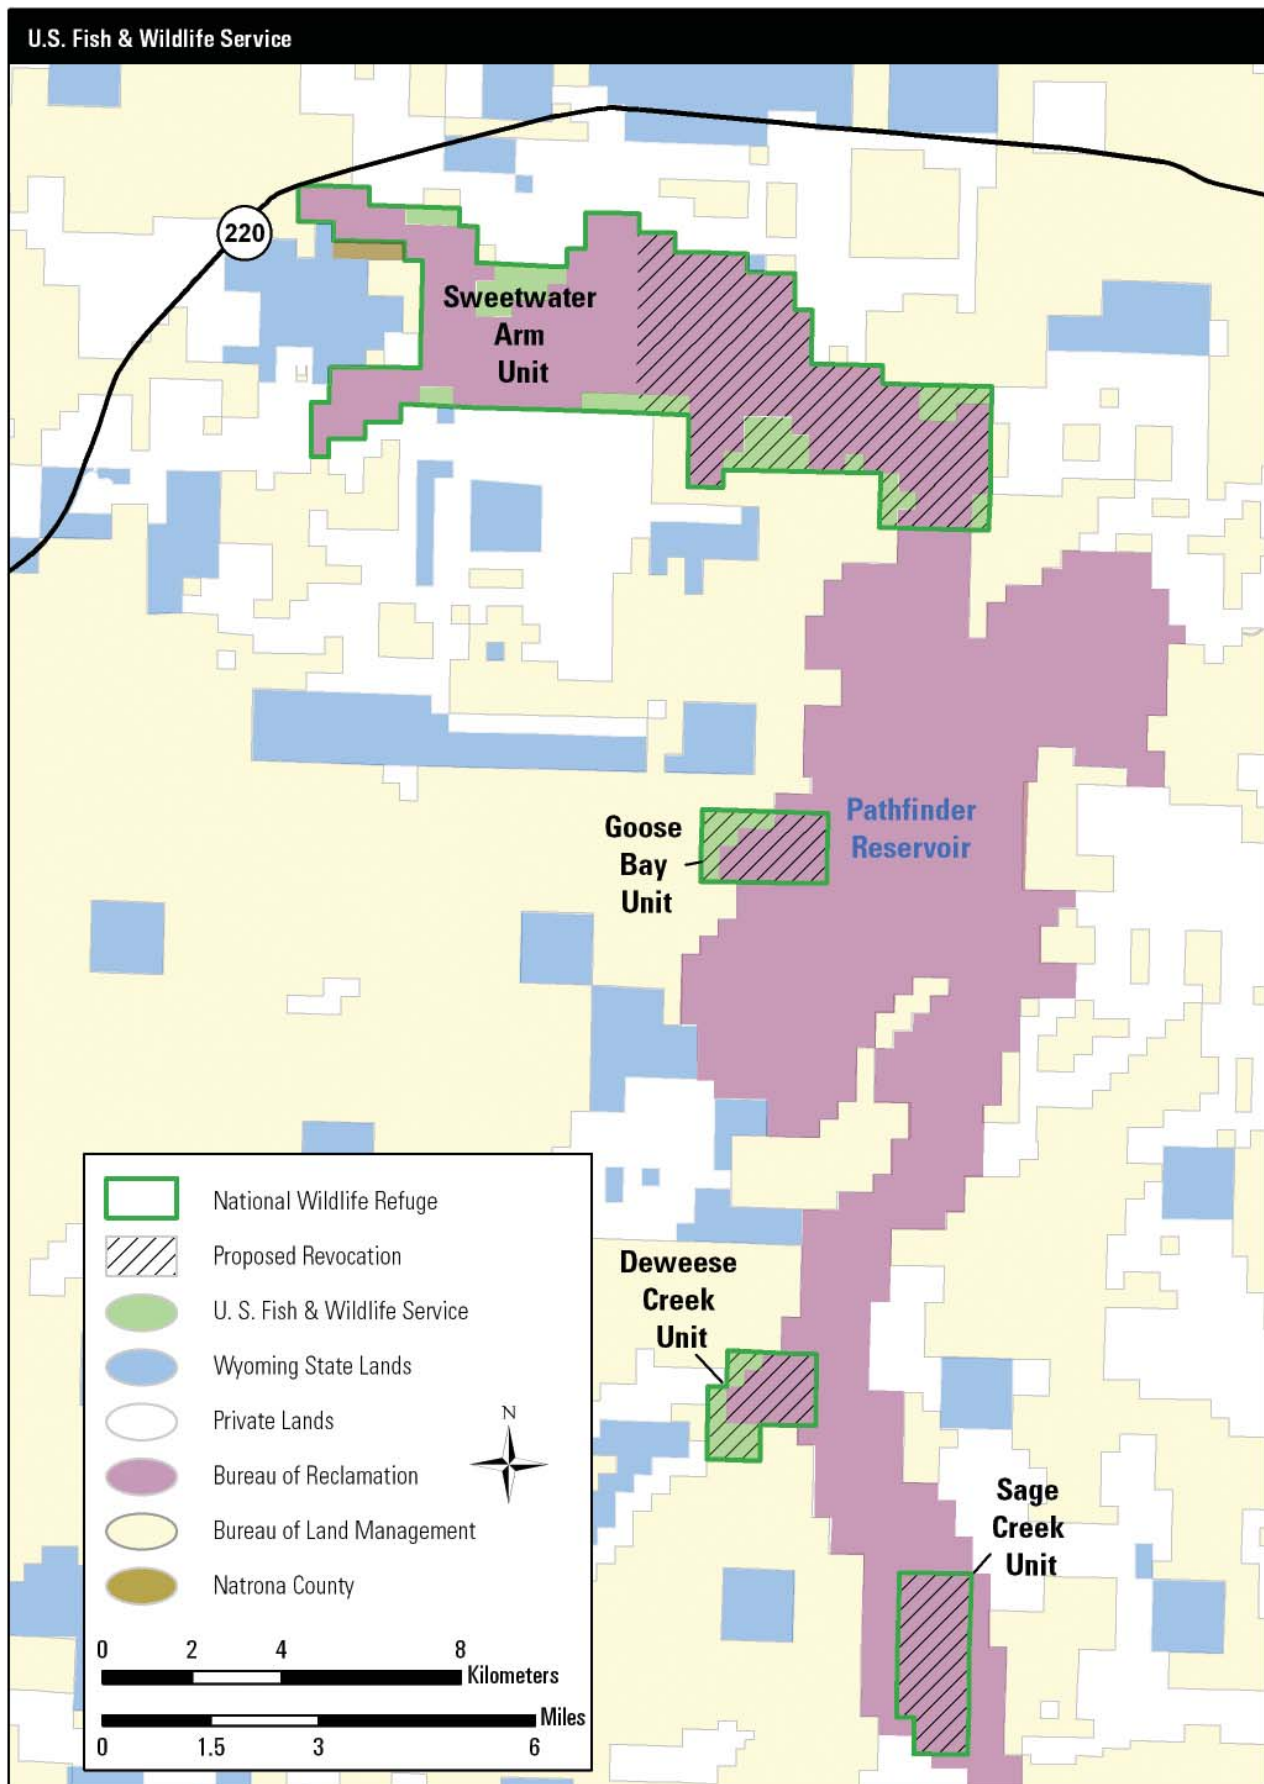 U.S. Fish & Wildlife Service
220
Sweetwater
Arm
Unit
Goose
Bay
Unit
Pathfinder
Reservoir
Deweese
Creek
Unit
Sage
Creek
Unit
National Wildlife Refuge
Proposed Revocation
U. S. Fish & Wildlife Service
Wyoming State Lands
Private Lands
Bureau of Reclamation
Bureau of Land Management
Natrona County
N
0 2 4 8
Kilometers
Miles
0 1.5 3 6